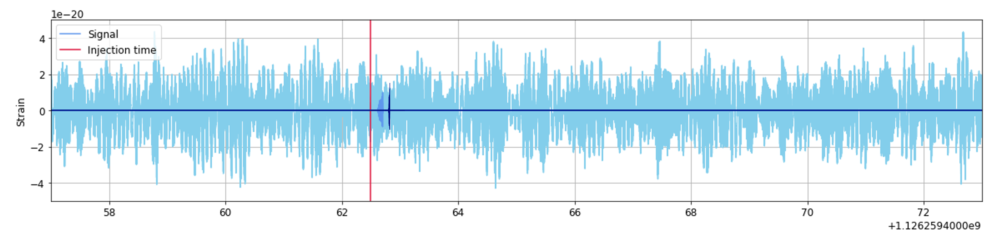 1e−20
Signal
Injection time
4
2
0
−2
−4
Strain
58 60 62 64 66 68 70 72
+1.1262594000e9